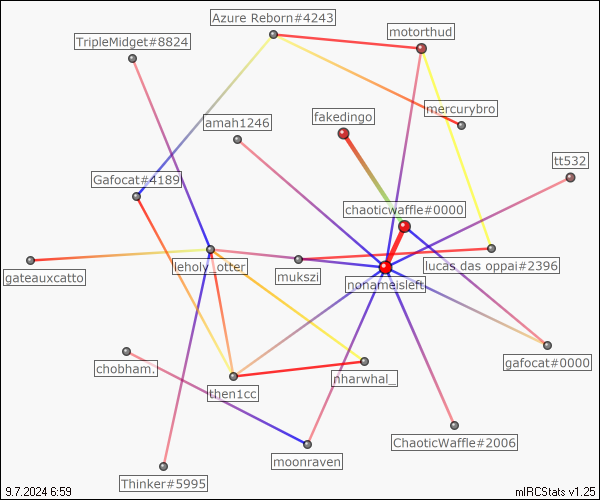 Azure Reborn#4243
motorthud
TripleMidget#8824
mercurybro
fakedingo
amah1246
tt532
Gafocat#4189
chaoticwaffle#0000
leholy_otter
lucas das oppai#2396
gateauxcatto
mukszi
nonameisleft
chobham.
gafocat#0000
nharwhal_
then1cc
ChaoticWaffle#2006
moonraven
Thinker#5995
9.7.2024 6:59
mIRCStats v1.25